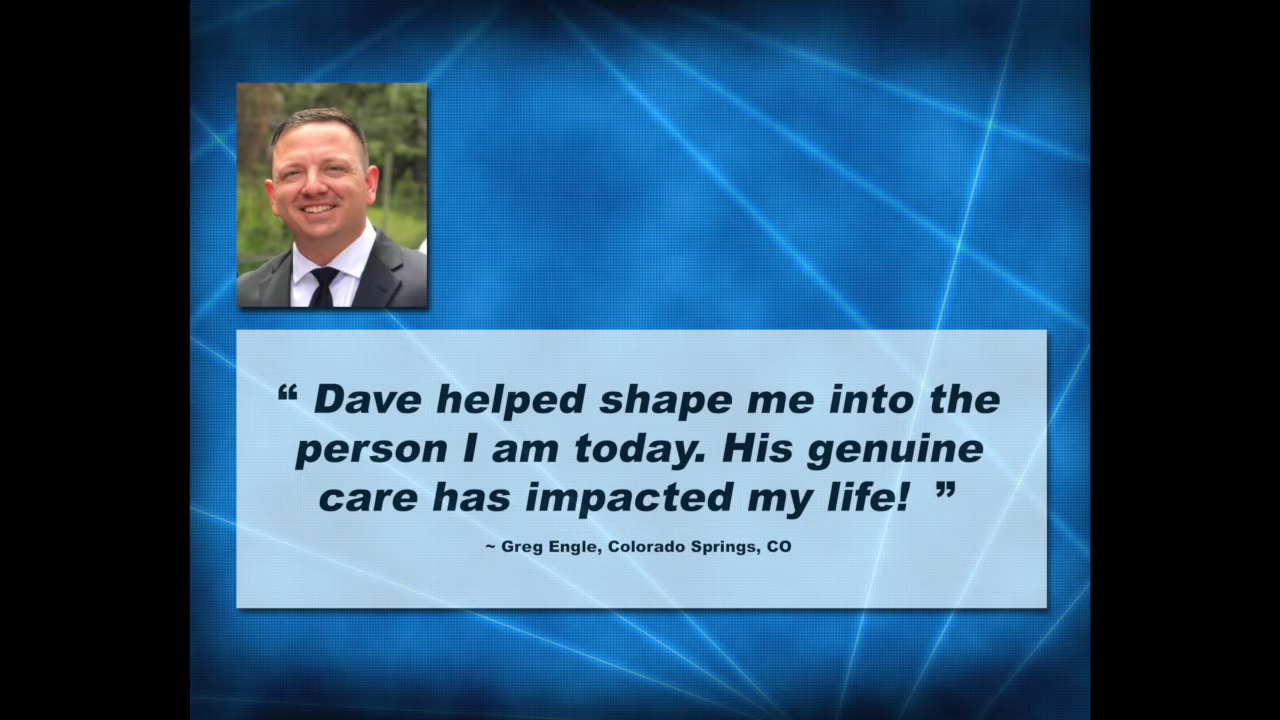 “ Dave helped shape me into the
person I am today. His genuine
care has impacted my life! ”
~ Greg Engle, Colorado Springs, CO